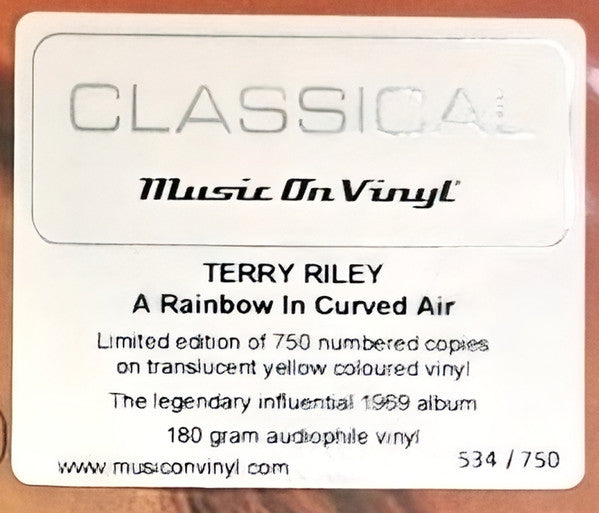 CLASSICAL
Music On Vinyl
TERRY RILEY
A Rainbow In Curved Air
Limited edition of 750 numbered copies
on translucent yellow coloured vinyl
The legendary influential 1969 album
180 gram audiophile vinyl
www.musiconvinyl.com
534 / 750